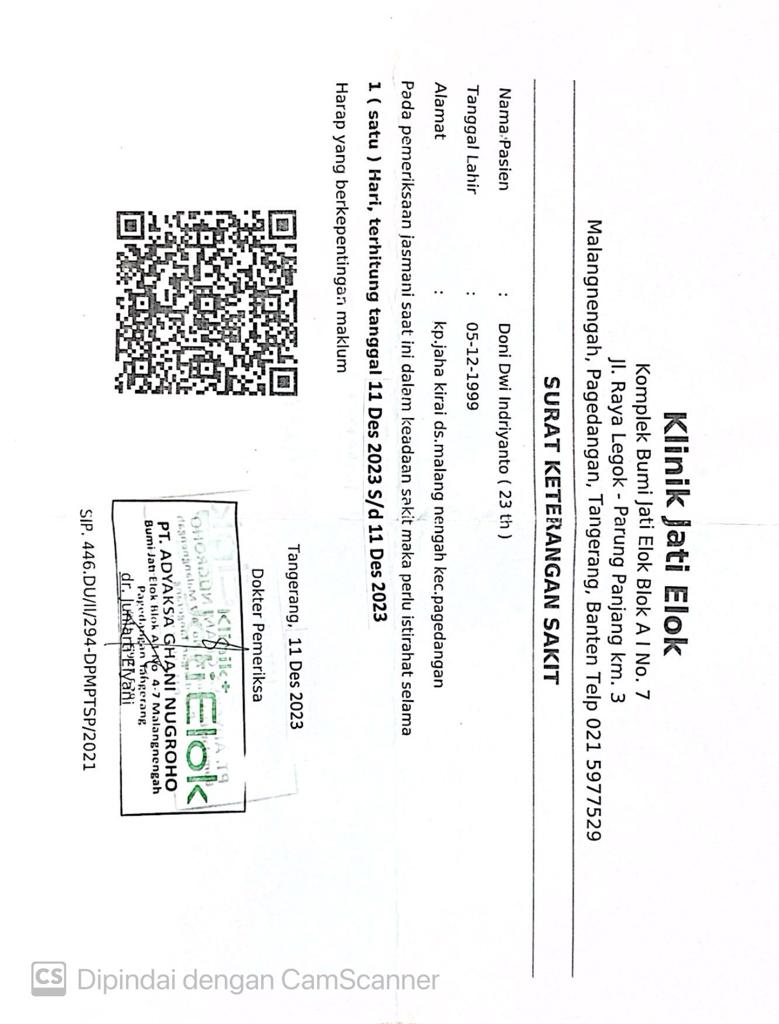 Klinik Jati Elok
Komplek Bumi Jati Elok Blok A I No. 7
Jl. Raya Legok - Parung Panjang km. 3
Malangnengah, Pagedangan, Tangerang, Banten Telp 021 5977529
SURAT KETERANGAN SAKIT
Nama Pasien : Doni Dwi Indriyanto ( 23 th )
Tanggal Lahir : 05-12-1999
Alamat : kp.jaha kirai ds.malang nengah kec.pagedangan
Pada pemeriksaan jasmani saat ini dalam keadaan sakit maka perlu istirahat selama
1 ( satu ) Hari, terhitung tanggal 11 Des 2023 S/d 11 Des 2023
Harap yang berkepentingan maklum
Tangerang, 11 Des 2023
Dokter Pemeriksa
Klinik+
Elok
PT. ADYAKSA GHANI NUGROHO
Bumi Jati Elok Blok A I No 4-7 Malangnengah
Pagedangan Tangerang
dr.
SIP. 446.DU/II/294-DPMPTSP/2021
CS Dipindai dengan CamScanner